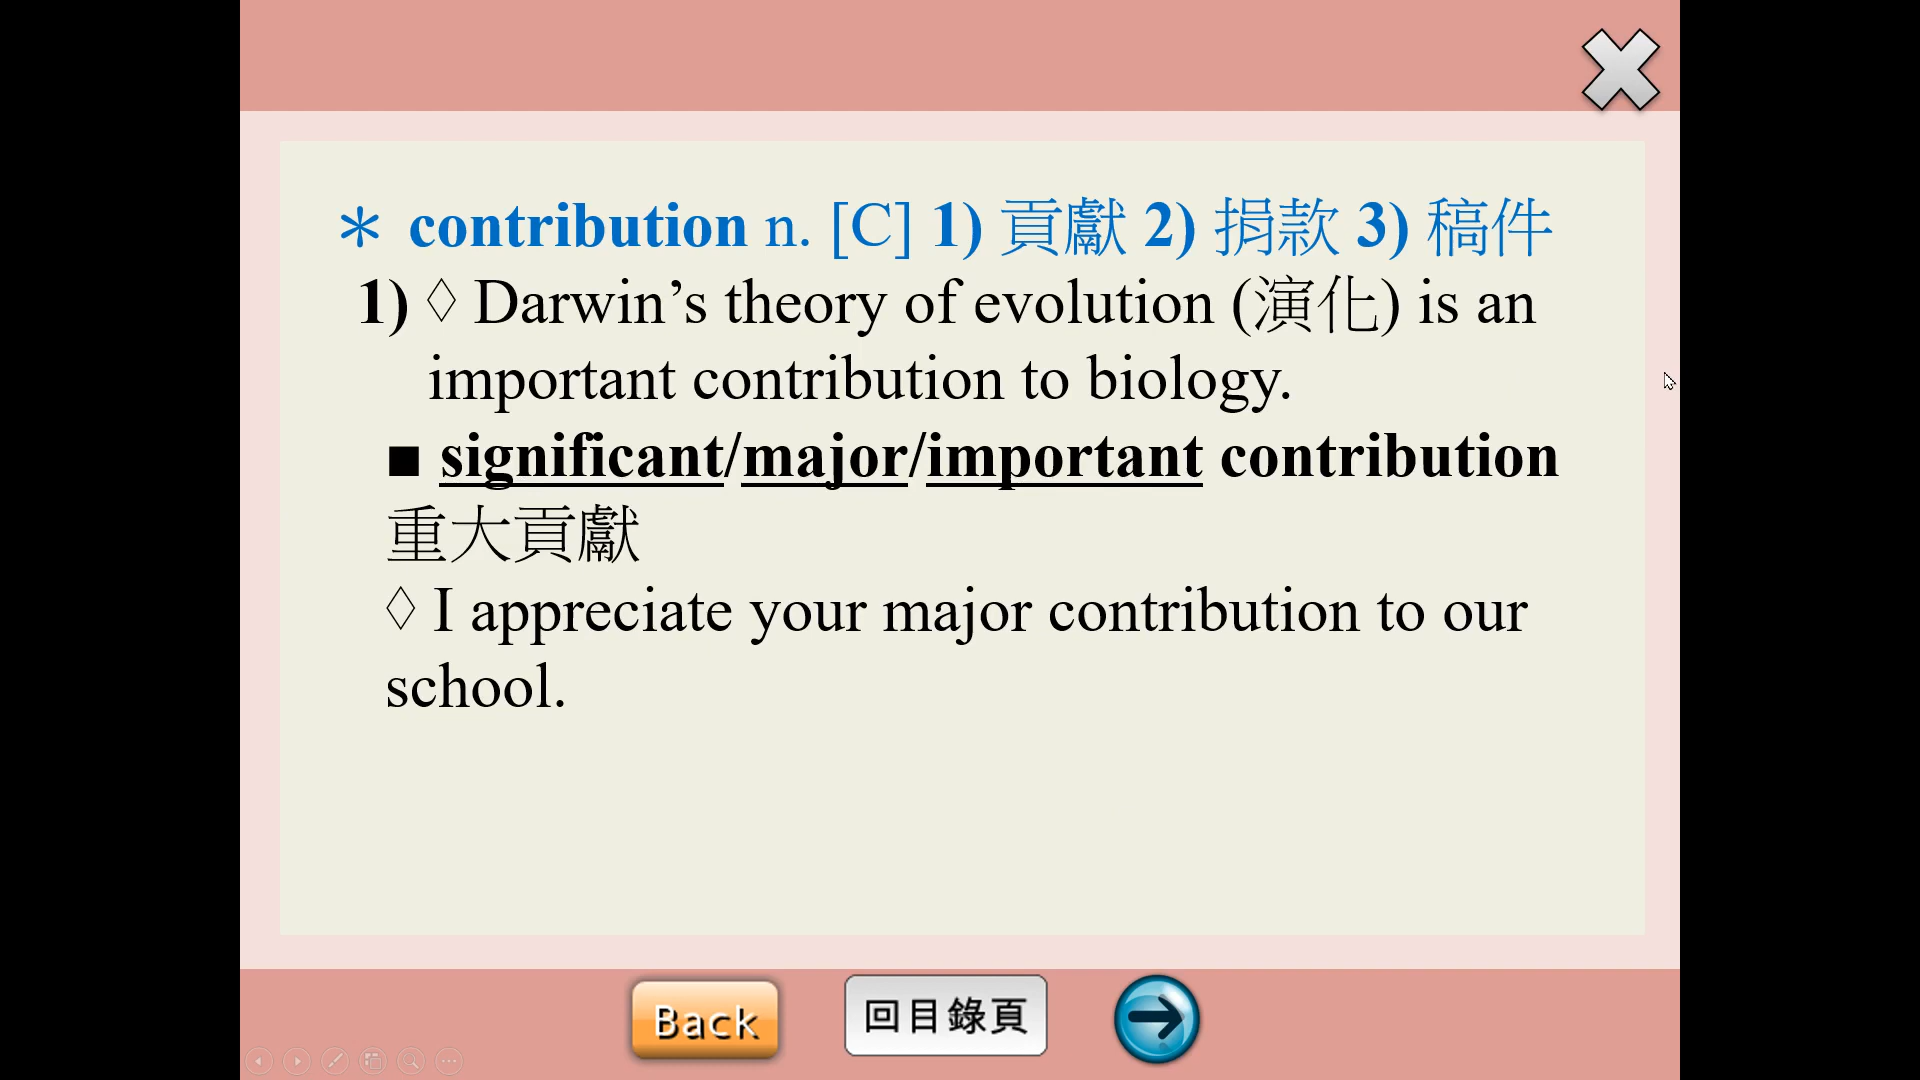 ＊ contribution n. [C] 1) 貢獻 2) 捐款 3) 稿件
1) ◊ Darwin’s theory of evolution (演化) is an
important contribution to biology.
■ significant/major/important contribution
重大貢獻
◊ I appreciate your major contribution to our
school.
Back
回目錄頁